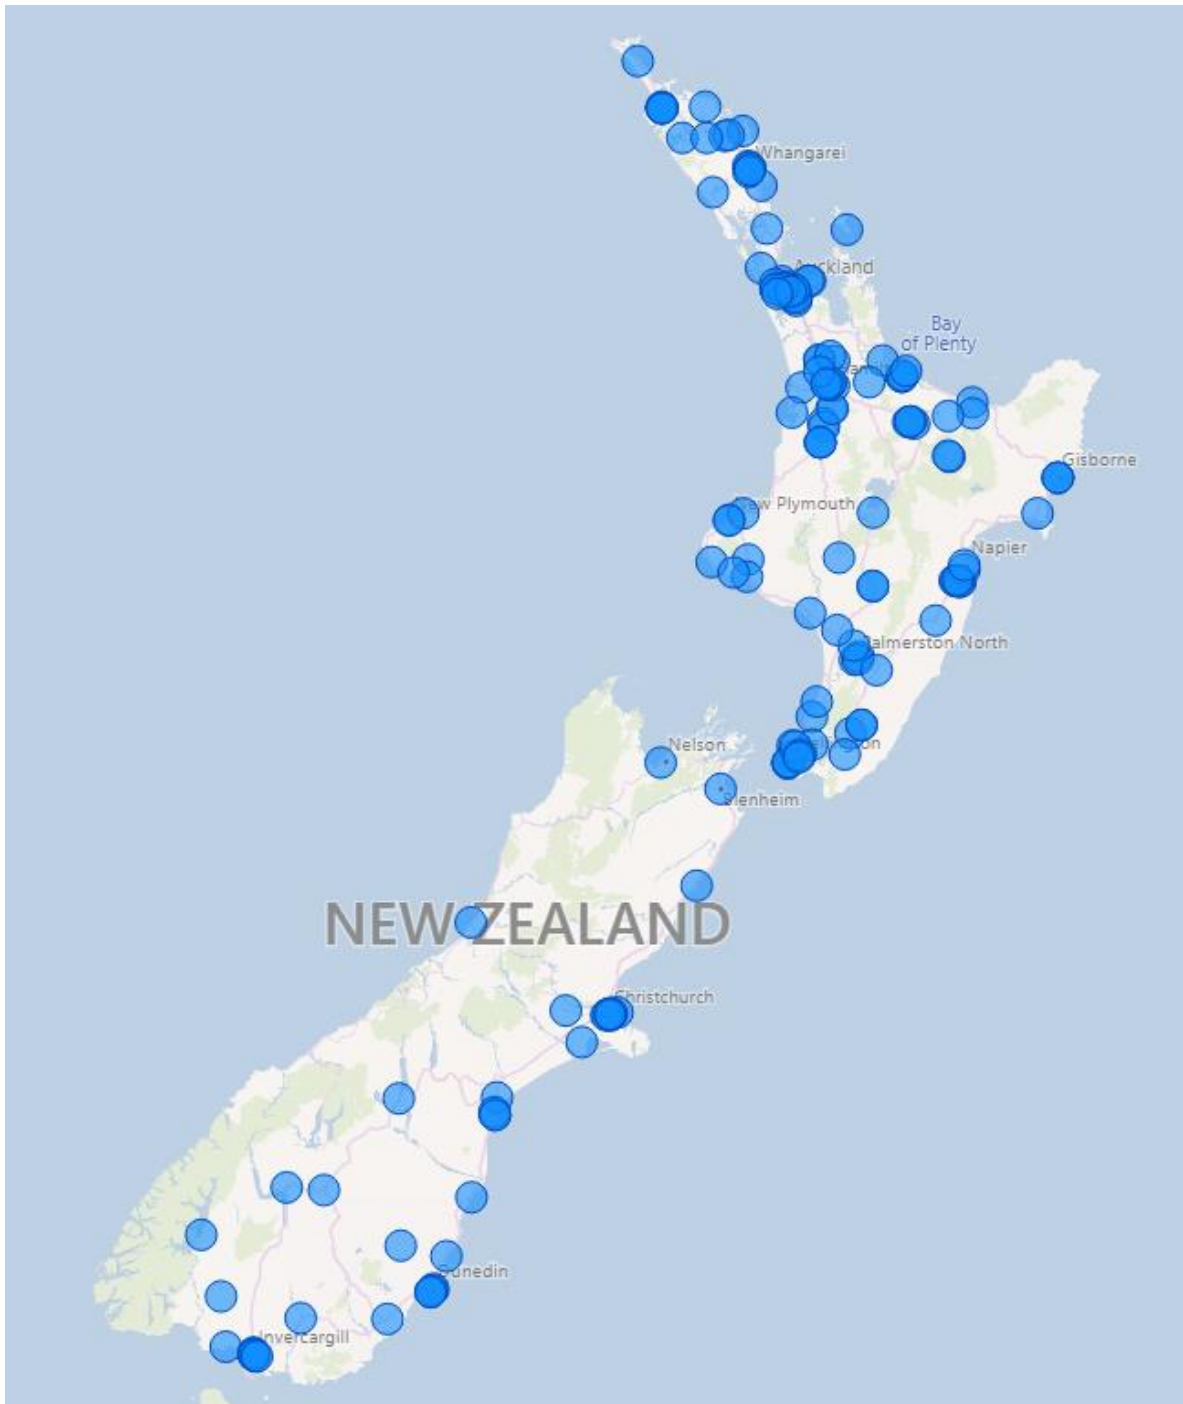 Whangarei
Auckland
Bay
of Plenty
Gisborne
New Plymouth
Napier
Palmerston North
Nelson
Blenheim
NEW ZEALAND
Christchurch
Dunedin
Invercargill